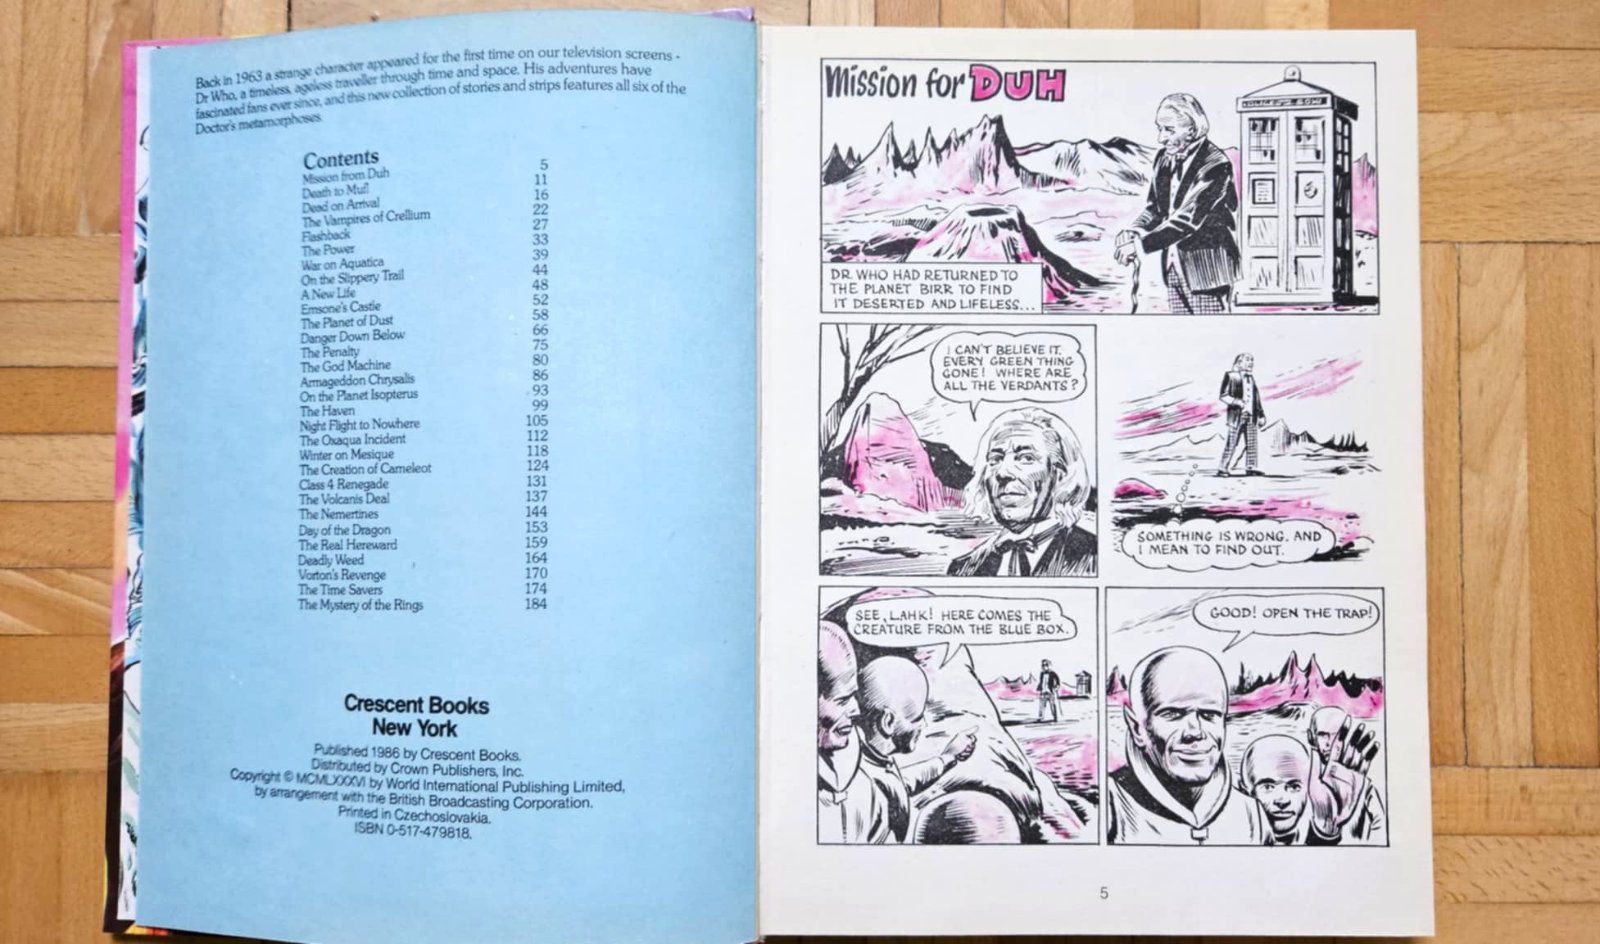 Back in 1963 a strange character appeared for the first time on our television screens -
Dr Who, a timeless, ageless traveller through time and space. His adventures have
fascinated fans ever since, and this new collection of stories and strips features all six of the
Doctor's metamorphoses.
Contents
Mission from Duh 5
Death to Mufl 11
Dead on Arrival 16
The Vampires of Crellium 22
Flashback 27
The Power 33
War on Aquatica 39
On the Slippery Trail 44
A New Life 48
Emsone's Castle 52
The Planet of Dust 58
Danger Down Below 66
The Penalty 75
The God Machine 80
Armageddon Chrysalis 86
On the Planet Isopterus 93
The Haven 99
Night Flight to Nowhere 105
The Oxaqua Incident 112
Winter on Mesique 118
The Creation of Cameleot 124
Class 4 Renegade 131
The Volcanis Deal 137
The Nemertines 144
Day of the Dragon 153
The Real Hereward 159
Deadly Weed 164
Vorton's Revenge 170
The Time Savers 174
The Mystery of the Rings 184
Crescent Books
New York
Published 1986 by Crescent Books.
Distributed by Crown Publishers, Inc.
Copyright © MCMLXXXVI by World International Publishing Limited,
by arrangement with the British Broadcasting Corporation.
Printed in Czechoslovakia.
ISBN 0-517-479818.
Mission for DUH
DR. WHO HAD RETURNED TO
THE PLANET BIRR TO FIND
IT DESERTED AND LIFELESS...
I CAN'T BELIEVE IT.
EVERY GREEN THING
GONE! WHERE ARE
ALL THE VERDANTS?
SOMETHING IS WRONG. AND
I MEAN TO FIND OUT.
SEE, LAHK! HERE COMES THE
CREATURE FROM THE BLUE BOX.
GOOD! OPEN THE TRAP!
5